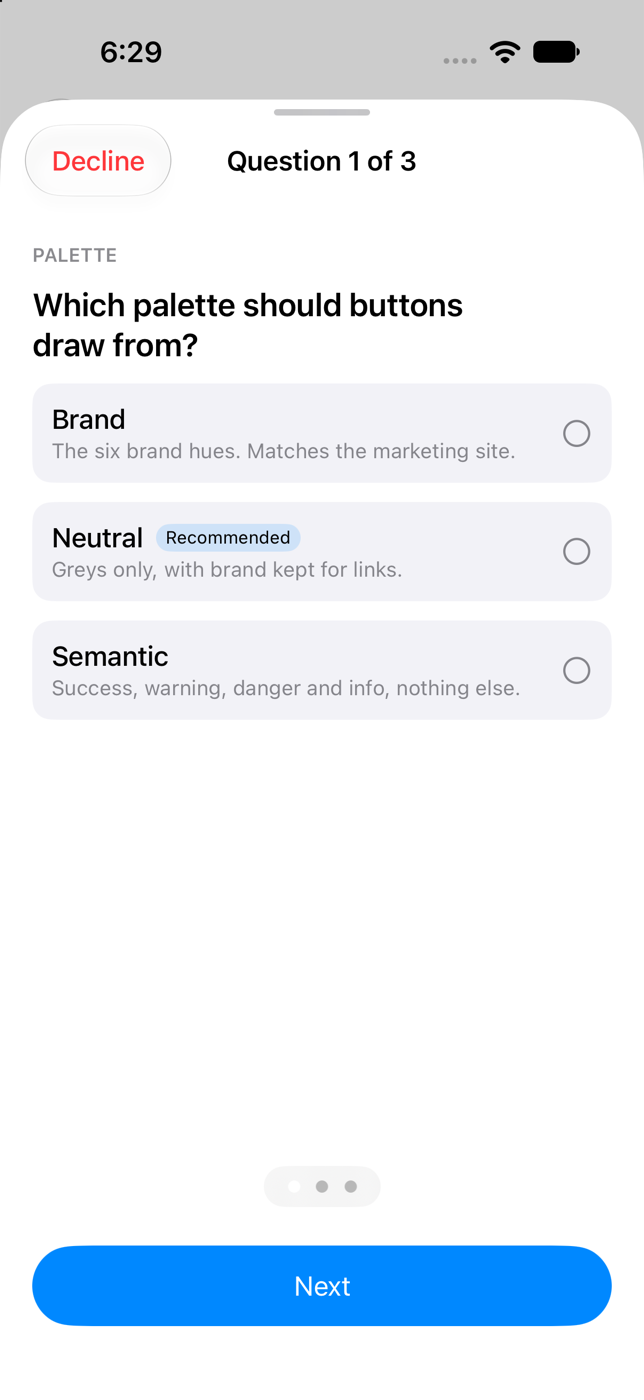 6:29
Decline
Question 1 of 3
PALETTE
Which palette should buttons
draw from?
Brand
The six brand hues. Matches the marketing site.
Neutral Recommended
Greys only, with brand kept for links.
Semantic
Success, warning, danger and info, nothing else.
Next